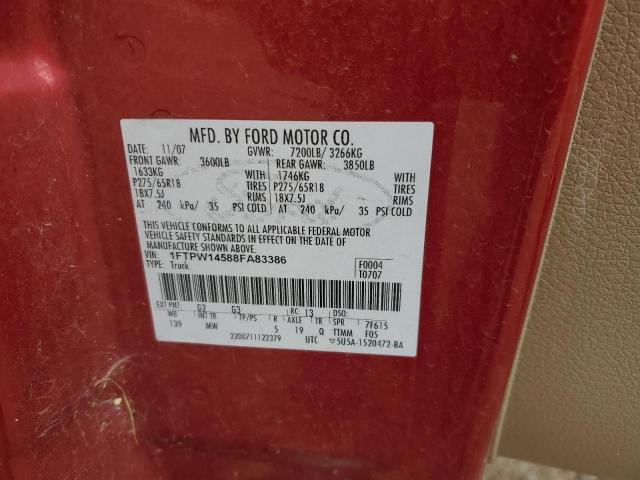 MFD. BY FORD MOTOR CO.
DATE: 11/07 GVWR: 7200LB/ 3266KG
FRONT GAWR: 3600LB REAR GAWR: 3850LB
1633KG WITH 1746KG WITH
P275/65R18 TIRES P275/65R18 TIRES
18X7.5J RIMS 18X7.5J RIMS
AT 240 kPa/ 35 PSI COLD AT 240 kPa/ 35 PSI COLD
THIS VEHICLE CONFORMS TO ALL APPLICABLE FEDERAL MOTOR
VEHICLE SAFETY STANDARDS IN EFFECT ON THE DATE OF
MANUFACTURE SHOWN ABOVE.
VIN: 1FTPW14588FA83386 F0004
TYPE: Truck T0707
EXT PNT: G2 G3 RC: 13 DSO:
WB INT TR TP/PS R AXLE TR SPR 7F615
139 MW 5 19 Q TTMM F05
2200711122379 UTC ▽5U5A-1520472-BA